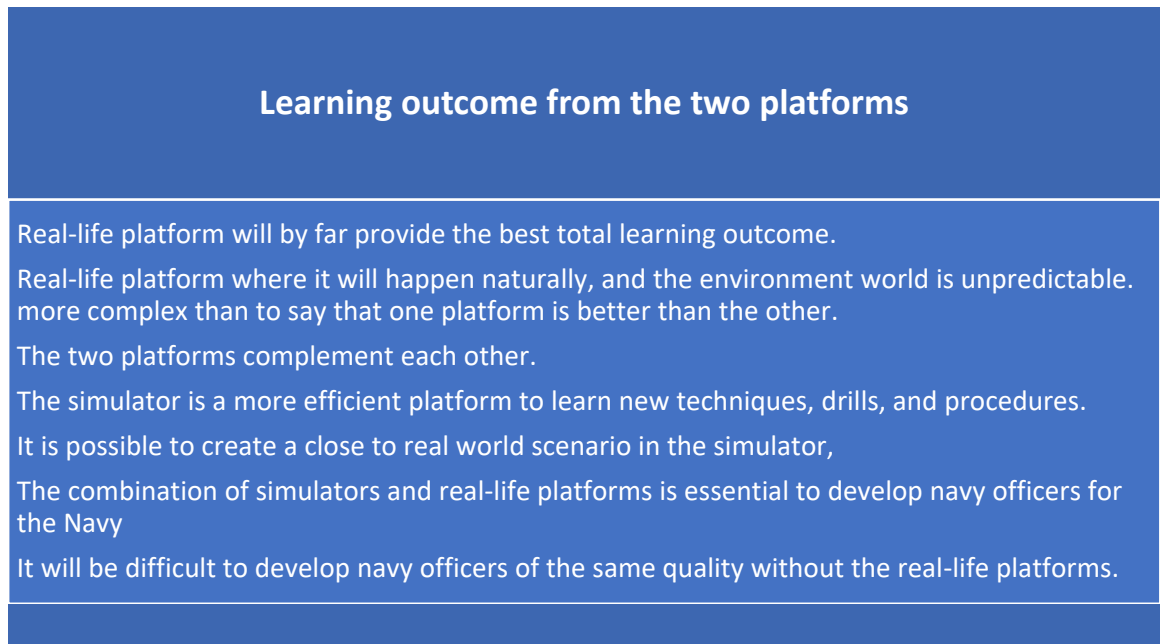 Learning outcome from the two platforms
Real-life platform will by far provide the best total learning outcome.
Real-life platform where it will happen naturally, and the environment world is unpredictable.
more complex than to say that one platform is better than the other.
The two platforms complement each other.
The simulator is a more efficient platform to learn new techniques, drills, and procedures.
It is possible to create a close to real world scenario in the simulator,
The combination of simulators and real-life platforms is essential to develop navy officers for
the Navy
It will be difficult to develop navy officers of the same quality without the real-life platforms.